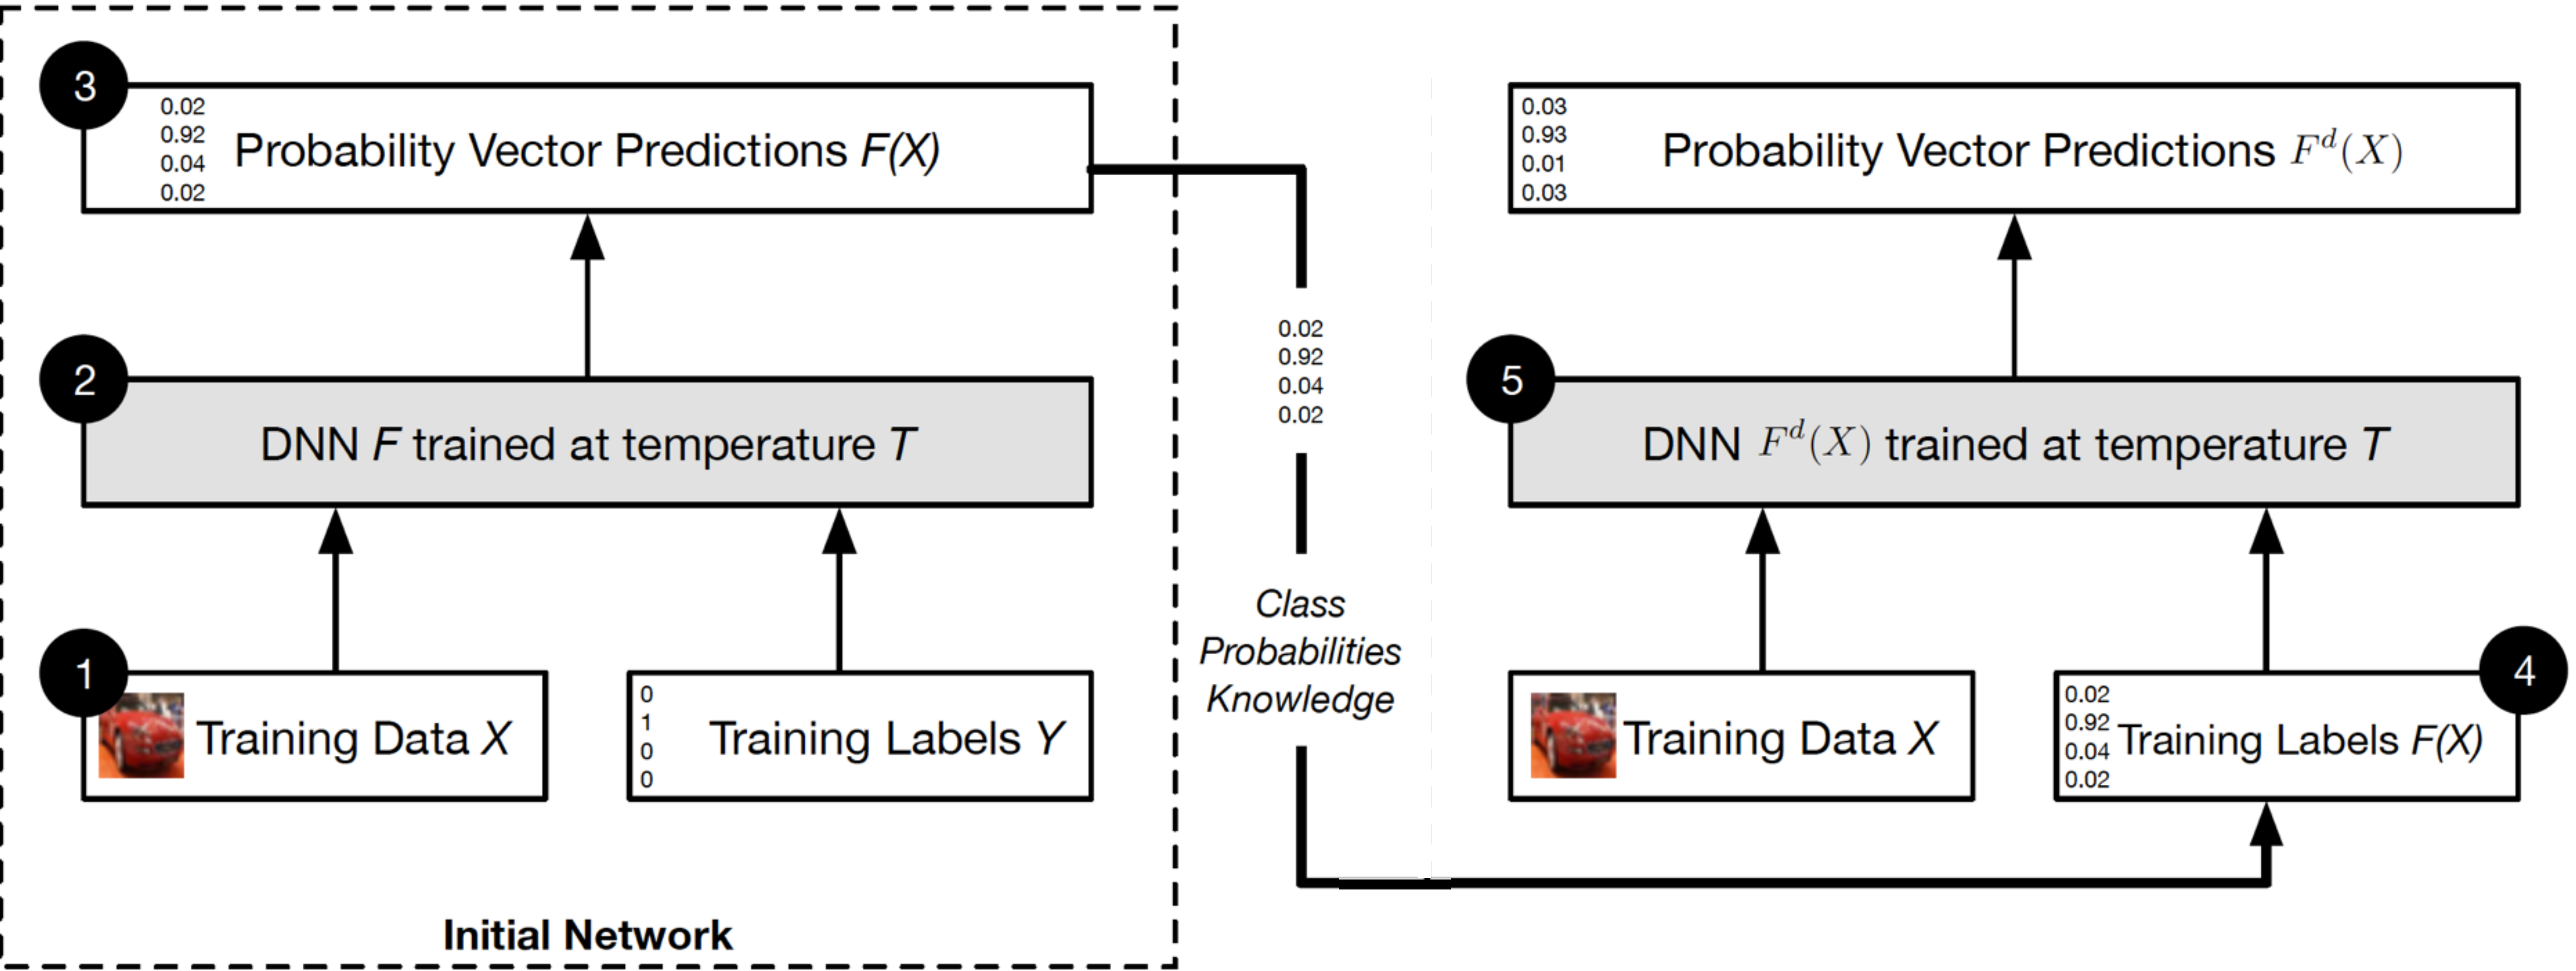 3
0.02
0.92
0.04
0.02
Probability Vector Predictions F(X)
2
DNN F trained at temperature T
1
Training Data X
0
1
0
0
Training Labels Y
Initial Network
0.02
0.92
0.04
0.02
Class
Probabilities
Knowledge
0.03
0.93
0.01
0.03
Probability Vector Predictions F^d(X)
5
DNN F^d(X) trained at temperature T
Training Data X
4
0.02
0.92
0.04
0.02
Training Labels F(X)